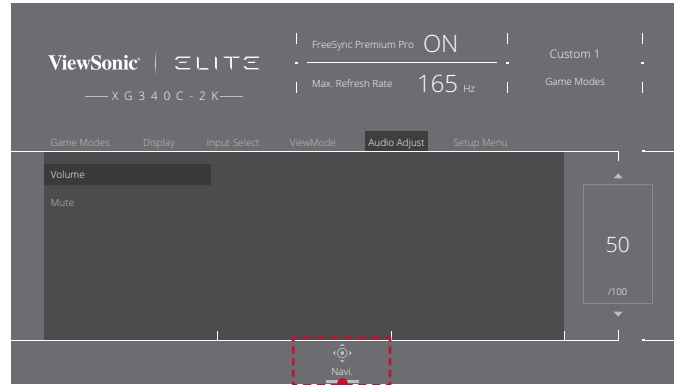 FreeSync Premium Pro ON
ViewSonic® ELITE
Custom 1
Max. Refresh Rate 165 Hz
Game Modes
XG340C-2K
Game Modes Display Input Select ViewMode Audio Adjust Setup Menu
Volume
Mute
50
/100
Navi.